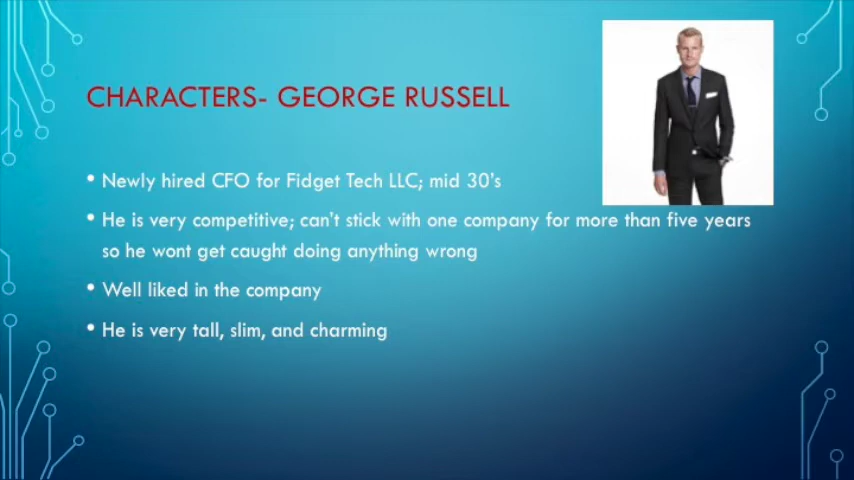 CHARACTERS- GEORGE RUSSELL
• Newly hired CFO for Fidget Tech LLC; mid 30's
• He is very competitive; can't stick with one company for more than five years
so he wont get caught doing anything wrong
• Well liked in the company
• He is very tall, slim, and charming